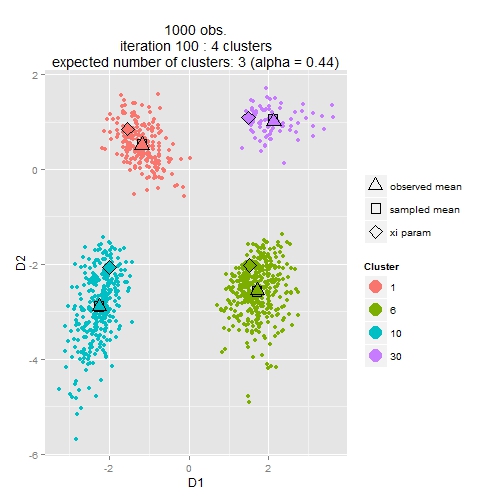 1000 obs.
iteration 100 : 4 clusters
expected number of clusters: 3 (alpha = 0.44)
2
0
-2
-4
-6
D2
-2
0
2
D1
observed mean
sampled mean
xi param
Cluster
1
6
10
30